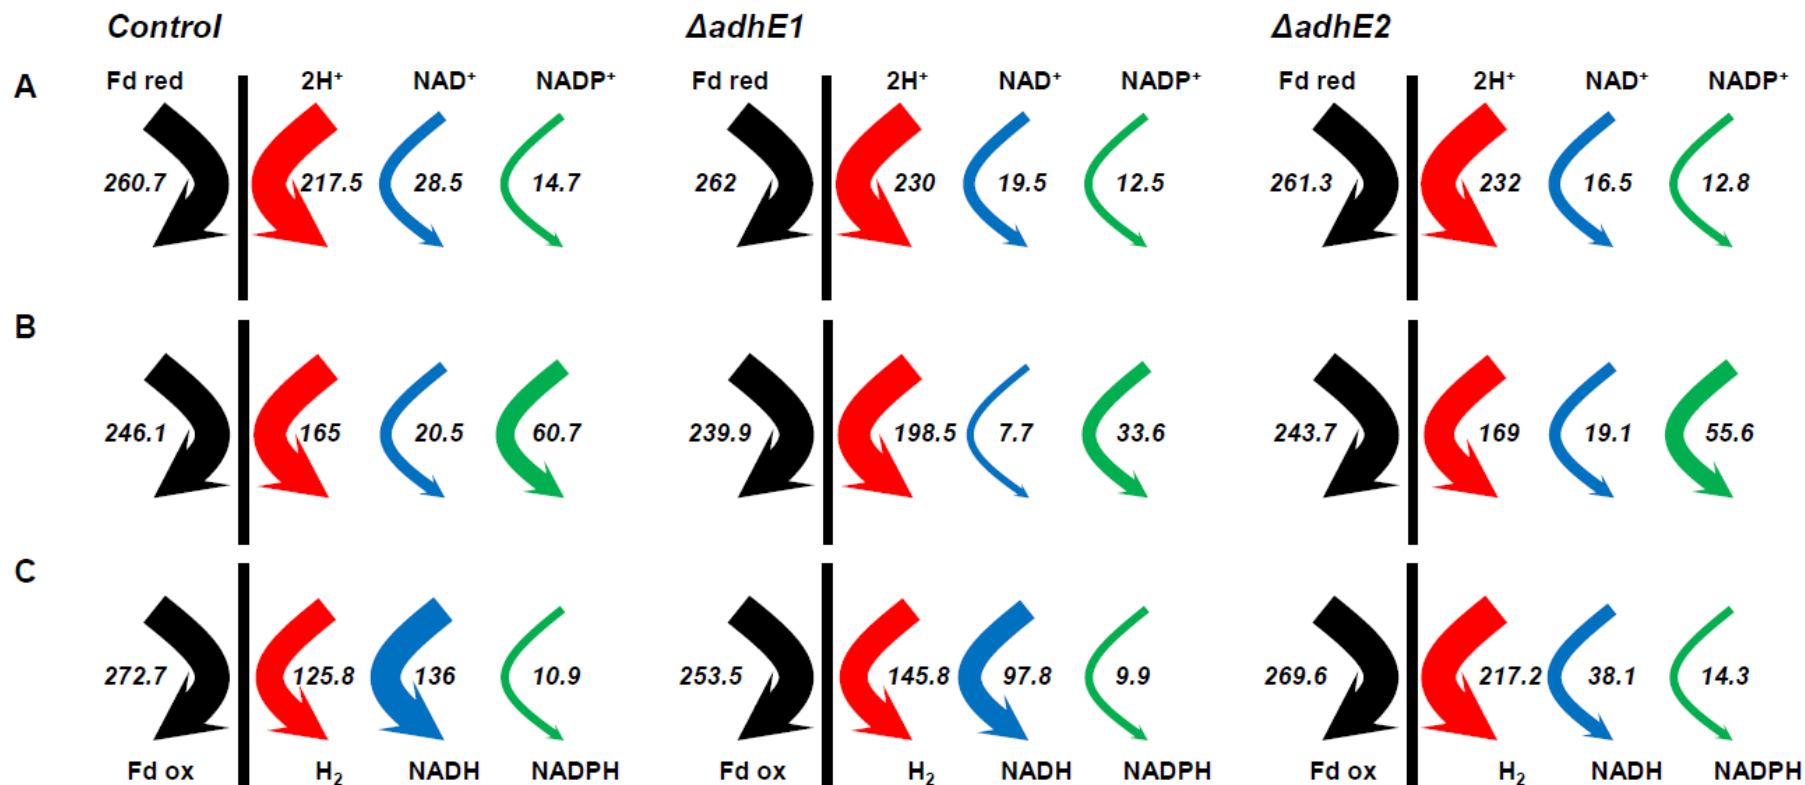 Control ΔadhE1 ΔadhE2
A Fd red 2H⁺ NAD⁺ NADP⁺ Fd red 2H⁺ NAD⁺ NADP⁺ Fd red 2H⁺ NAD⁺ NADP⁺
260.7 217.5 28.5 14.7 262 230 19.5 12.5 261.3 232 16.5 12.8
B
246.1 165 20.5 60.7 239.9 198.5 7.7 33.6 243.7 169 19.1 55.6
C
272.7 125.8 136 10.9 253.5 145.8 97.8 9.9 269.6 217.2 38.1 14.3
Fd ox H₂ NADH NADPH Fd ox H₂ NADH NADPH Fd ox H₂ NADH NADPH